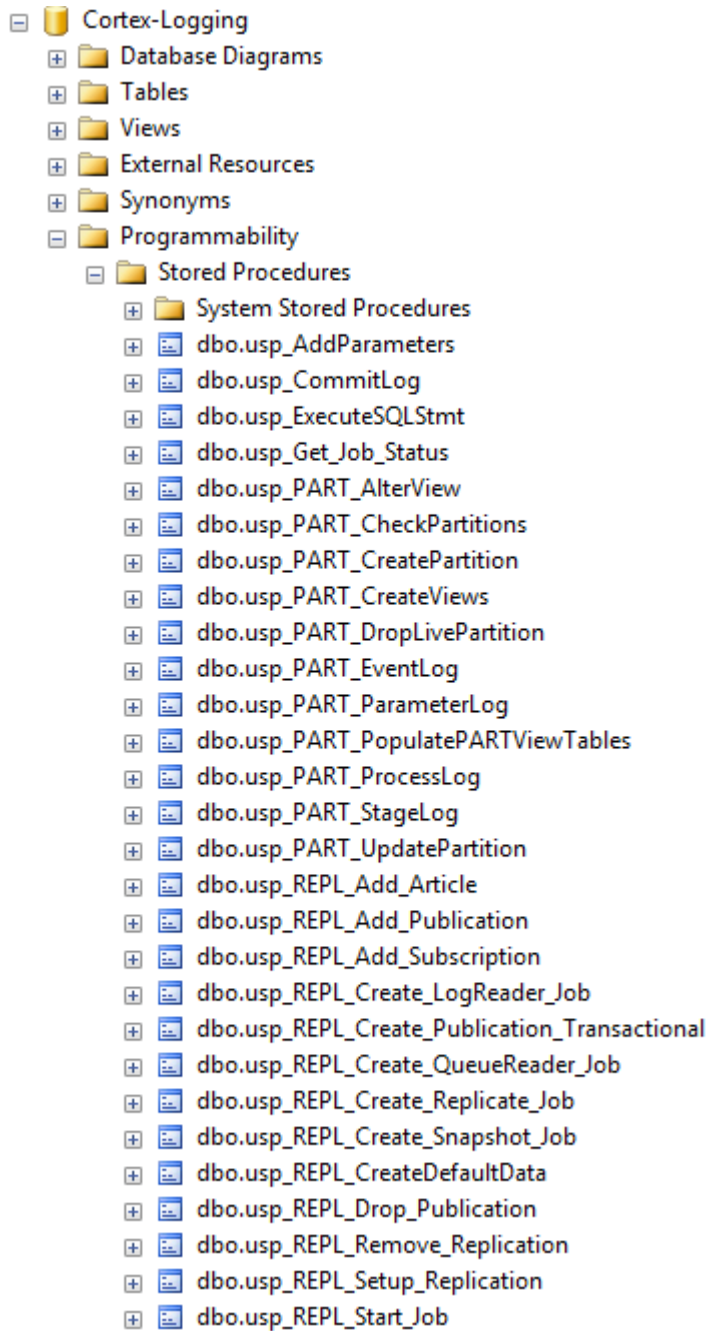 Cortex-Logging
Database Diagrams
Tables
Views
External Resources
Synonyms
Programmability
Stored Procedures
System Stored Procedures
dbo.usp_AddParameters
dbo.usp_CommitLog
dbo.usp_ExecuteSQLStmt
dbo.usp_Get_Job_Status
dbo.usp_PART_AlterView
dbo.usp_PART_CheckPartitions
dbo.usp_PART_CreatePartition
dbo.usp_PART_CreateViews
dbo.usp_PART_DropLivePartition
dbo.usp_PART_EventLog
dbo.usp_PART_ParameterLog
dbo.usp_PART_PopulatePARTViewTables
dbo.usp_PART_ProcessLog
dbo.usp_PART_StageLog
dbo.usp_PART_UpdatePartition
dbo.usp_REPL_Add_Article
dbo.usp_REPL_Add_Publication
dbo.usp_REPL_Add_Subscription
dbo.usp_REPL_Create_LogReader_Job
dbo.usp_REPL_Create_Publication_Transactional
dbo.usp_REPL_Create_QueueReader_Job
dbo.usp_REPL_Create_Replicate_Job
dbo.usp_REPL_Create_Snapshot_Job
dbo.usp_REPL_CreateDefaultData
dbo.usp_REPL_Drop_Publication
dbo.usp_REPL_Remove_Replication
dbo.usp_REPL_Setup_Replication
dbo.usp_REPL_Start_Job